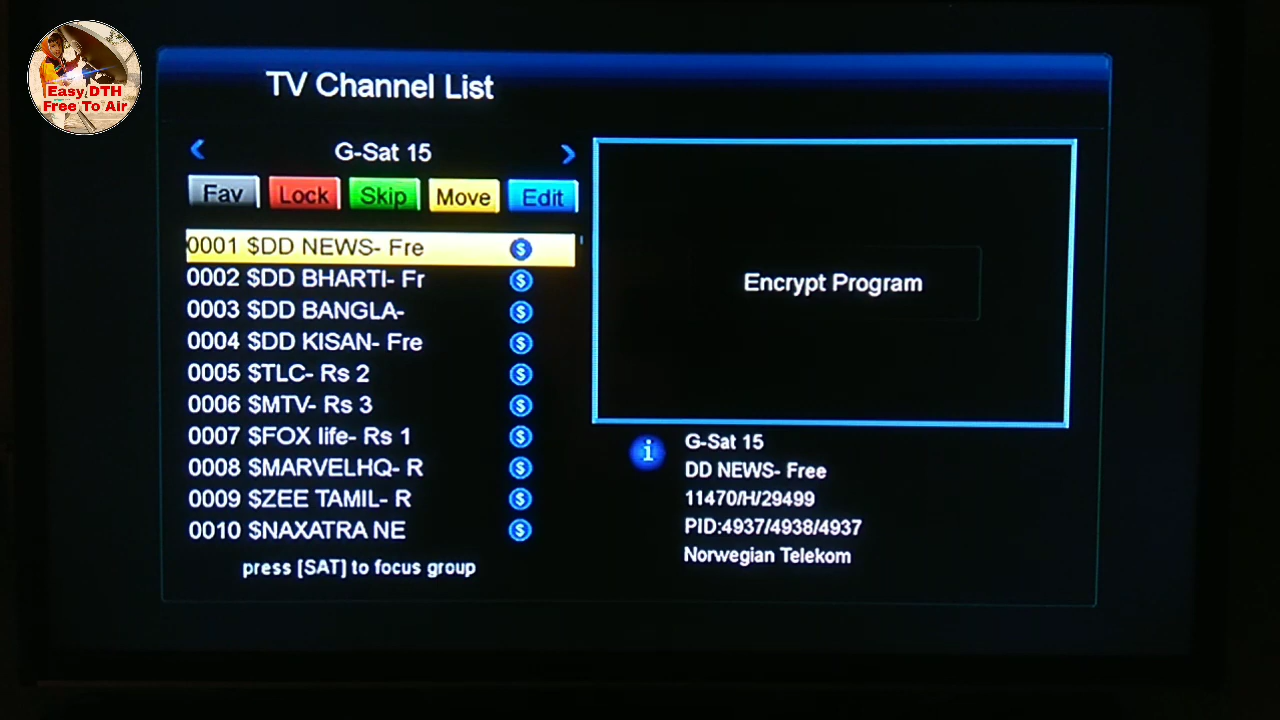 Easy DTH
Free To Air
TV Channel List
G-Sat 15
Fav Lock Skip Move Edit
0001 $DD NEWS- Fre $
0002 $DD BHARTI- Fr $
0003 $DD BANGLA- $
0004 $DD KISAN- Fre $
0005 $TLC- Rs 2 $
0006 $MTV- Rs 3 $
0007 $FOX life- Rs 1 $
0008 $MARVELHQ- R $
0009 $ZEE TAMIL- R $
0010 $NAXATRA NE $
press [SAT] to focus group
Encrypt Program
i
G-Sat 15
DD NEWS- Free
11470/H/29499
PID:4937/4938/4937
Norwegian Telekom